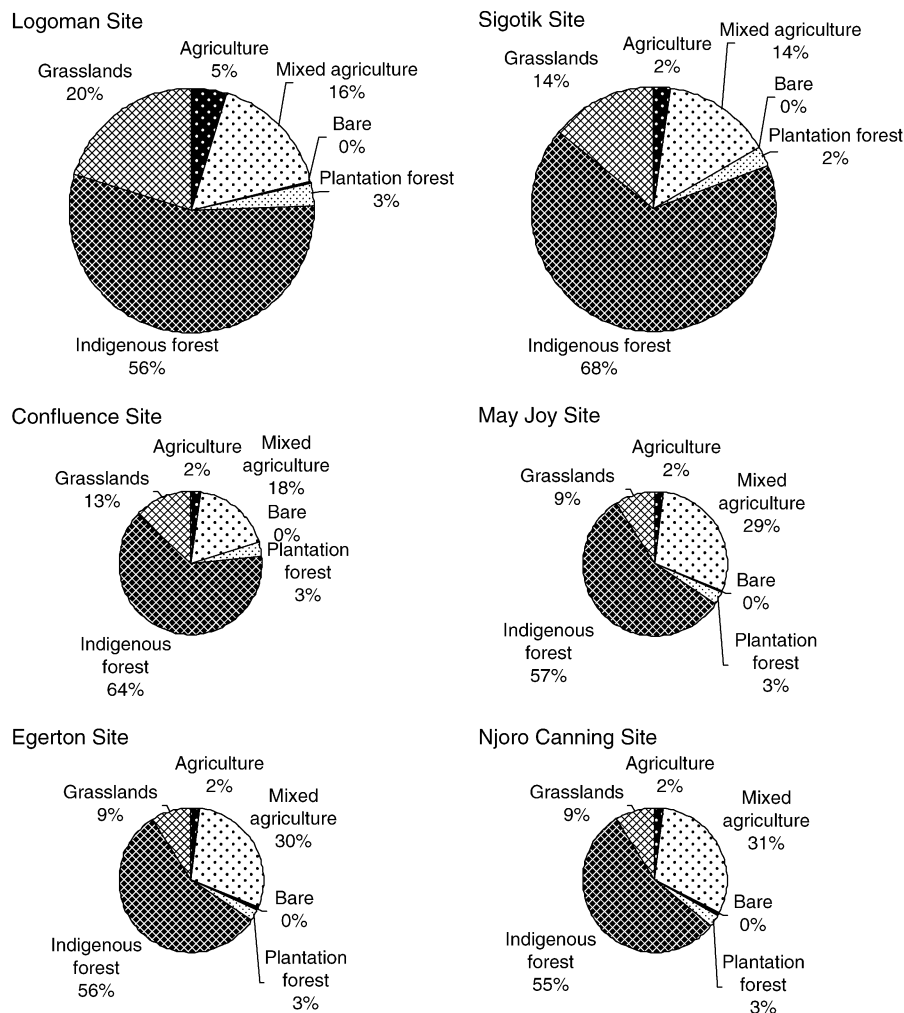 Logoman Site
Agriculture
5%
Mixed agriculture
16%
Bare
0%
Plantation forest
3%
Indigenous forest
56%
Grasslands
20%
Sigotik Site
Agriculture
2%
Mixed agriculture
14%
Bare
0%
Plantation forest
2%
Indigenous forest
68%
Grasslands
14%
Confluence Site
Agriculture
2%
Mixed
agriculture
18%
Bare
0%
Plantation
forest
3%
Indigenous
forest
64%
Grasslands
13%
May Joy Site
Agriculture
2%
Mixed
agriculture
29%
Bare
0%
Plantation
forest
3%
Indigenous
forest
57%
Grasslands
9%
Egerton Site
Agriculture
2%
Mixed
agriculture
30%
Bare
0%
Plantation
forest
3%
Indigenous
forest
56%
Grasslands
9%
Njoro Canning Site
Agriculture
2%
Mixed
agriculture
31%
Bare
0%
Plantation
forest
3%
Indigenous
forest
55%
Grasslands
9%